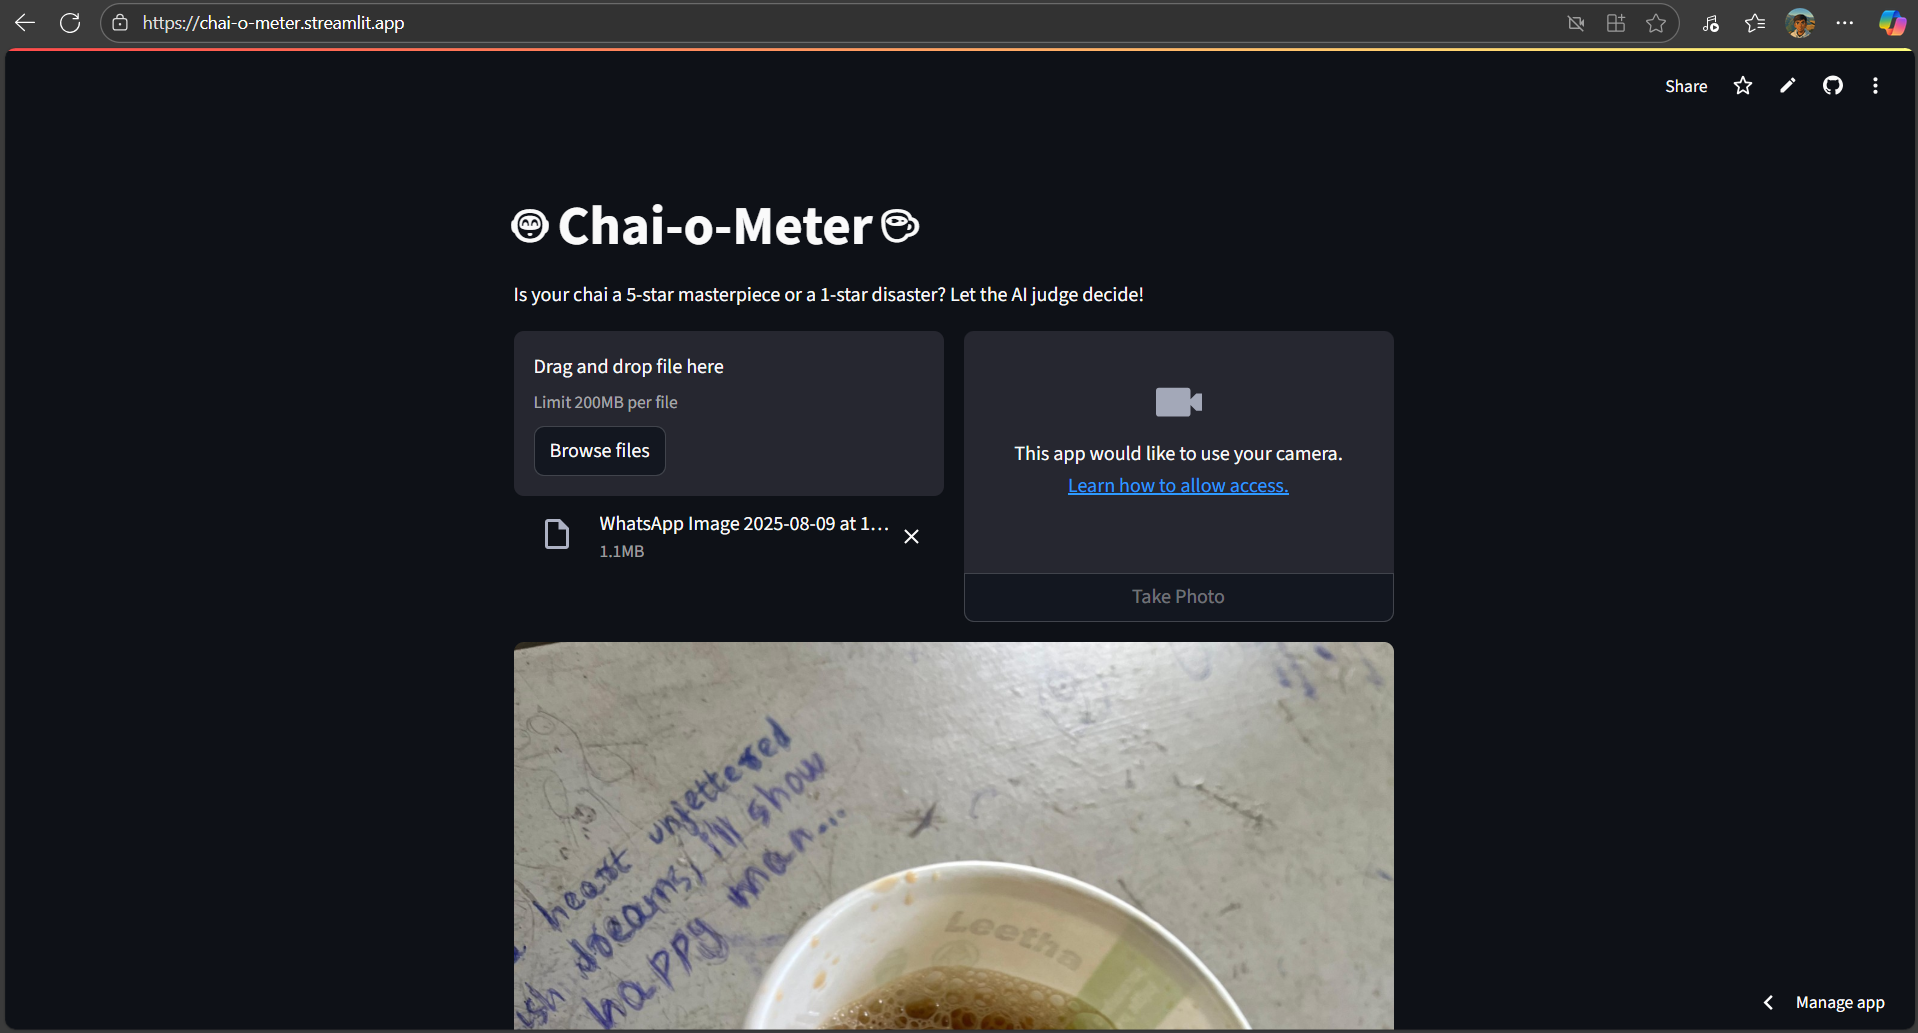 https://chai-o-meter.streamlit.app
Share
Chai-o-Meter
Is your chai a 5-star masterpiece or a 1-star disaster? Let the AI judge decide!
Drag and drop file here
Limit 200MB per file
Browse files
WhatsApp Image 2025-08-09 at 1...
1.1MB
This app would like to use your camera.
Learn how to allow access.
Take Photo
heart unfettered
dreams, I'll show
happy man...
Leetha
Manage app